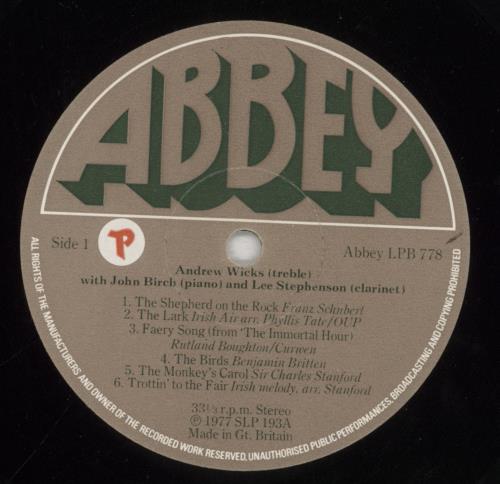 ABBEY
Side 1
P
Abbey LPB 778
Andrew Wicks (treble)
with John Birch (piano) and Lee Stephenson (clarinet)
1. The Shepherd on the Rock Franz Schubert
2. The Lark Irish Air arr. Phyllis Tate/OUP
3. Faery Song (from 'The Immortal Hour)
Rutland Boughton/Curwen
4. The Birds Benjamin Britten
5. The Monkey's Carol Sir Charles Stanford
6. Trottin' to the Fair Irish melody, arr. Stanford
33⅓ r.p.m. Stereo
℗ 1977 SLP 193A
Made in Gt. Britain
ALL RIGHTS OF THE MANUFACTURERS AND OWNER OF THE RECORDED WORK RESERVED, UNAUTHORISED PUBLIC PERFORMANCES, BROADCASTING AND COPYING PROHIBITED